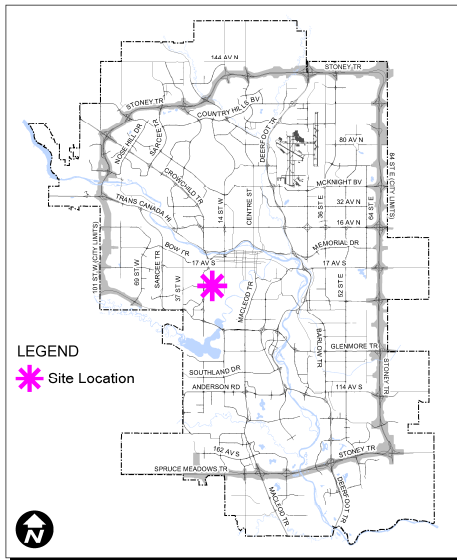 144 AV N
STONEY TR
STONEY TR
COUNTRY HILLS BV
NOSE HILL DR
SARCEE TR
DEERFOOT TR
80 AV N
CROWCHILD TR
14 ST W
CENTRE ST
MCKNIGHT BV
36 ST E
32 AV N
16 AV N
84 ST E (CITY LIMITS)
64 ST E
TRANS CANADA HI
MEMORIAL DR
BOW TR
17 AV S
17 AV S
101 ST W (CITY LIMITS)
69 ST W
SARCEE TR
37 ST W
MACLEOD TR
52 ST E
BARLOW TR
LEGEND
Site Location
GLENMORE TR
STONEY TR
SOUTHLAND DR
ANDERSON RD
114 AV S
162 AV S
STONEY TR
SPRUCE MEADOWS TR
MACLEOD TR
DEERFOOT TR
N